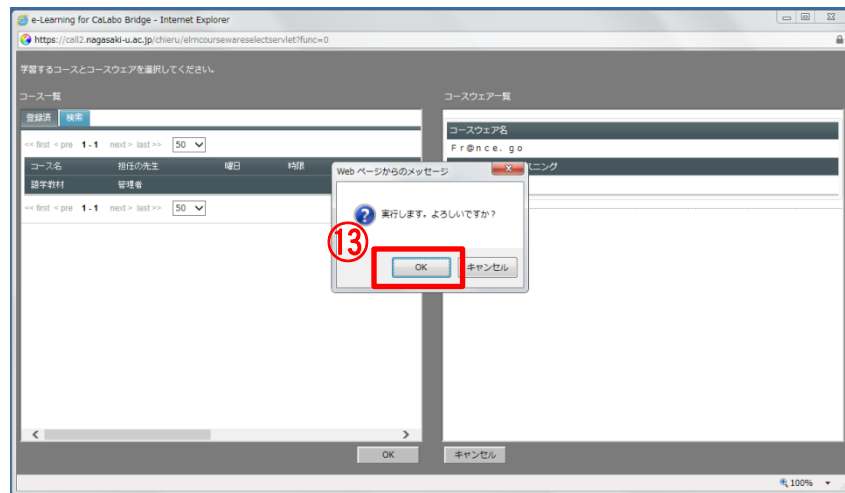 e-Learning for CaLabo Bridge - Internet Explorer
https://call2.nagasaki-u.ac.jp/chieru/elmcoursewareselectservlet?func=0
学習するコースとコースウェアを選択してください。
コース一覧
登録済 検索
<< first < pre 1 - 1 next > last >> 50
コース名 担任の先生 曜日 時限
語学教材 管理者
<< first < pre 1 - 1 next > last >> 50
コースウェア一覧
コースウェア名
Fr@nce. go
スニング
Web ページからのメッセージ
実行します。よろしいですか?
⑬
OK キャンセル
OK キャンセル
100%